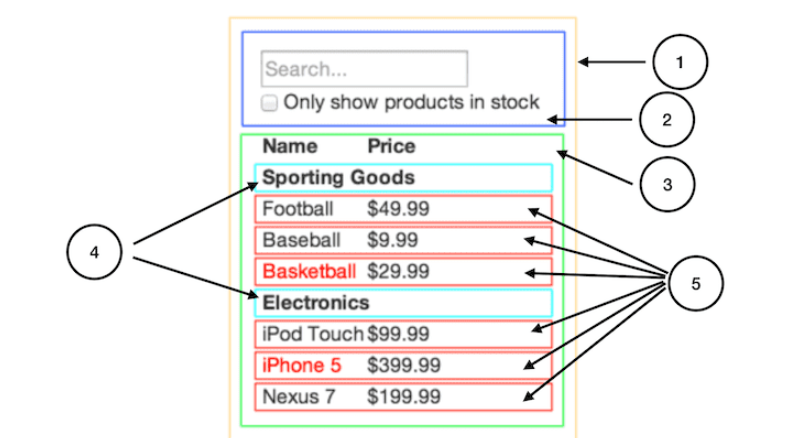 Search...
1
Only show products in stock
2
Name Price
3
Sporting Goods
Football $49.99
Baseball $9.99
4
Basketball $29.99
5
Electronics
iPod Touch $99.99
iPhone 5 $399.99
Nexus 7 $199.99